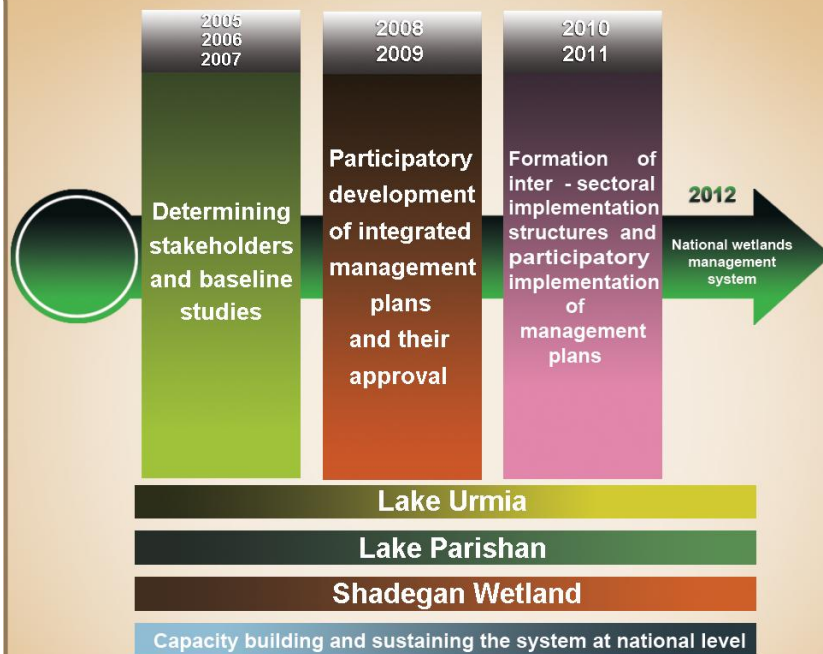 2005
2006
2007
Determining
stakeholders
and baseline
studies
2008
2009
Participatory
development
of integrated
management
plans
and their
approval
2010
2011
Formation of
inter - sectoral
implementation
structures and
participatory
implementation
of
management
plans
2012
National wetlands
management
system
Lake Urmia
Lake Parishan
Shadegan Wetland
Capacity building and sustaining the system at national level